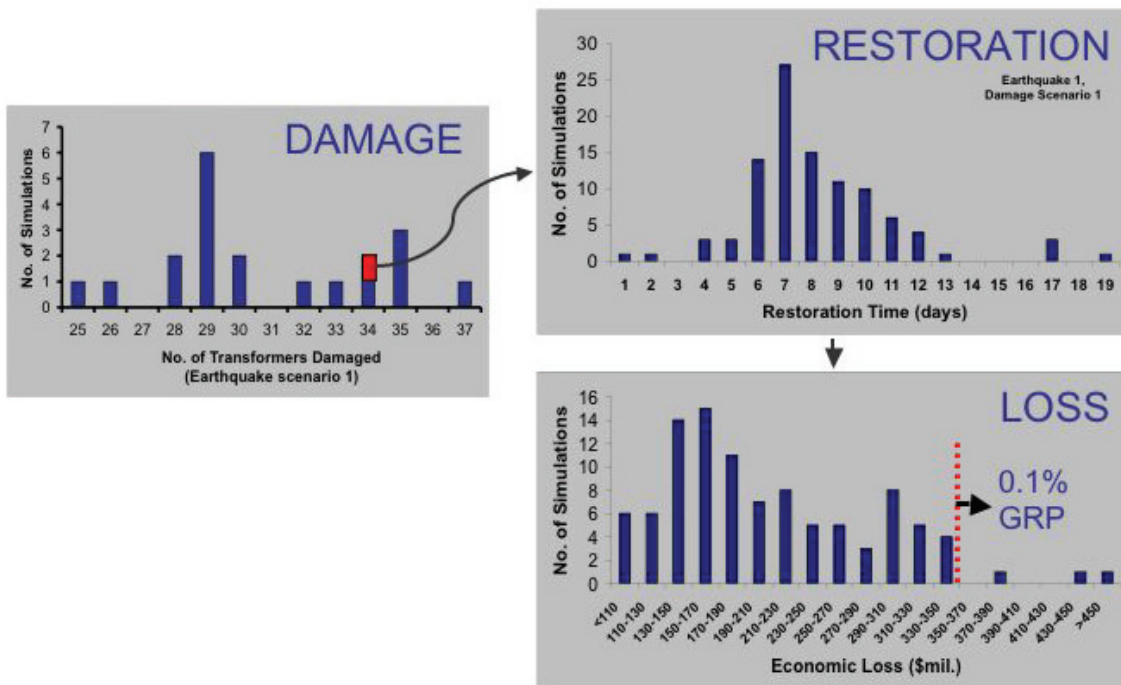 DAMAGE
No. of Simulations
7
6
5
4
3
2
1
0
25 26 27 28 29 30 31 32 33 34 35 36 37
No. of Transformers Damaged
(Earthquake scenario 1)
RESTORATION
Earthquake 1,
Damage Scenario 1
No. of Simulations
30
25
20
15
10
5
0
1 2 3 4 5 6 7 8 9 10 11 12 13 14 15 16 17 18 19
Restoration Time (days)
LOSS
0.1%
GRP
No. of Simulations
16
14
12
10
8
6
4
2
0
<110
110-130
130-150
150-170
170-190
190-210
210-230
230-250
250-270
270-290
290-310
310-330
330-350
350-370
370-390
390-410
410-430
430-450
>450
Economic Loss ($mil.)